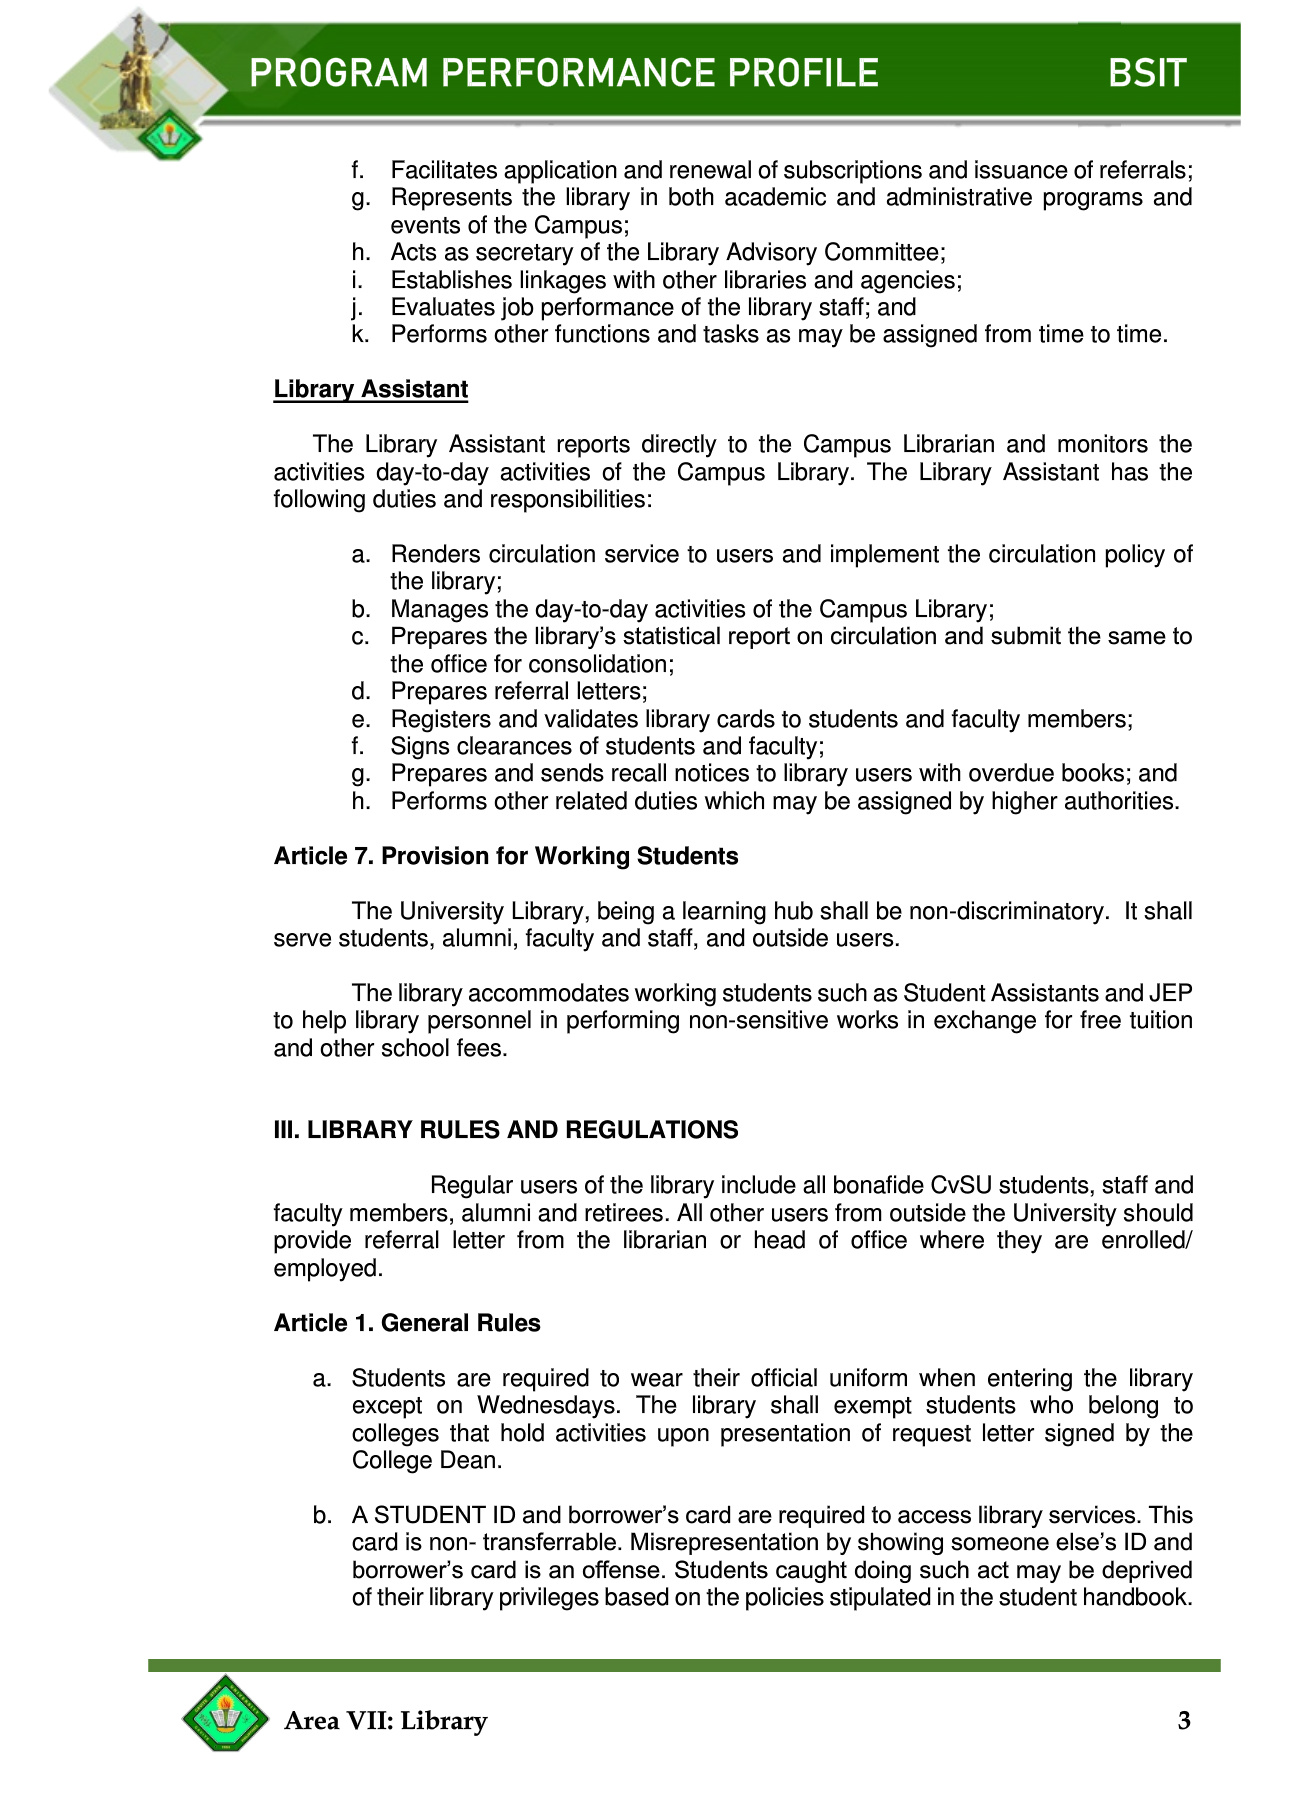 PROGRAM PERFORMANCE PROFILE BSIT
f. Facilitates application and renewal of subscriptions and issuance of referrals;
g. Represents the library in both academic and administrative programs and
events of the Campus;
h. Acts as secretary of the Library Advisory Committee;
i. Establishes linkages with other libraries and agencies;
j. Evaluates job performance of the library staff; and
k. Performs other functions and tasks as may be assigned from time to time.
Library Assistant
The Library Assistant reports directly to the Campus Librarian and monitors the
activities day-to-day activities of the Campus Library. The Library Assistant has the
following duties and responsibilities:
a. Renders circulation service to users and implement the circulation policy of
the library;
b. Manages the day-to-day activities of the Campus Library;
c. Prepares the library’s statistical report on circulation and submit the same to
the office for consolidation;
d. Prepares referral letters;
e. Registers and validates library cards to students and faculty members;
f. Signs clearances of students and faculty;
g. Prepares and sends recall notices to library users with overdue books; and
h. Performs other related duties which may be assigned by higher authorities.
Article 7. Provision for Working Students
The University Library, being a learning hub shall be non-discriminatory. It shall
serve students, alumni, faculty and staff, and outside users.
The library accommodates working students such as Student Assistants and JEP
to help library personnel in performing non-sensitive works in exchange for free tuition
and other school fees.
III. LIBRARY RULES AND REGULATIONS
Regular users of the library include all bonafide CvSU students, staff and
faculty members, alumni and retirees. All other users from outside the University should
provide referral letter from the librarian or head of office where they are enrolled/
employed.
Article 1. General Rules
a. Students are required to wear their official uniform when entering the library
except on Wednesdays. The library shall exempt students who belong to
colleges that hold activities upon presentation of request letter signed by the
College Dean.
b. A STUDENT ID and borrower’s card are required to access library services. This
card is non- transferrable. Misrepresentation by showing someone else’s ID and
borrower’s card is an offense. Students caught doing such act may be deprived
of their library privileges based on the policies stipulated in the student handbook.
Area VII: Library 3